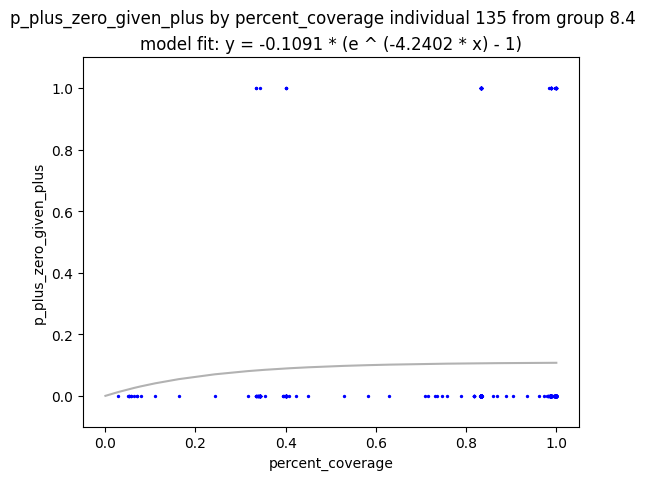 p_plus_zero_given_plus by percent_coverage individual 135 from group 8.4
model fit: y = -0.1091 * (e ^ (-4.2402 * x) - 1)
1.0
0.8
0.6
0.4
0.2
0.0
p_plus_zero_given_plus
0.0 0.2 0.4 0.6 0.8 1.0
percent_coverage